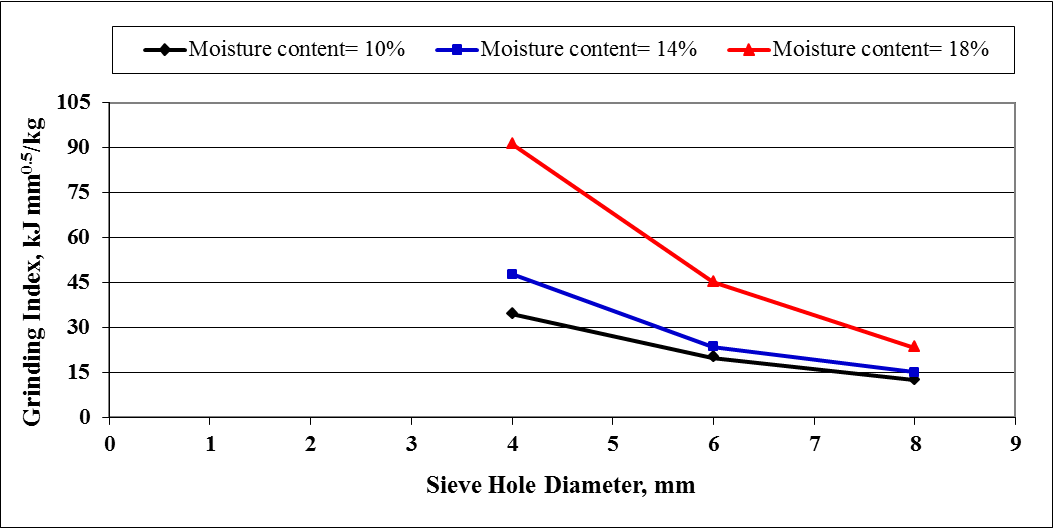 Moisture content= 10% Moisture content= 14% Moisture content= 18%
Grinding Index, kJ mm0.5/kg
105
90
75
60
45
30
15
0
0 1 2 3 4 5 6 7 8 9
Sieve Hole Diameter, mm